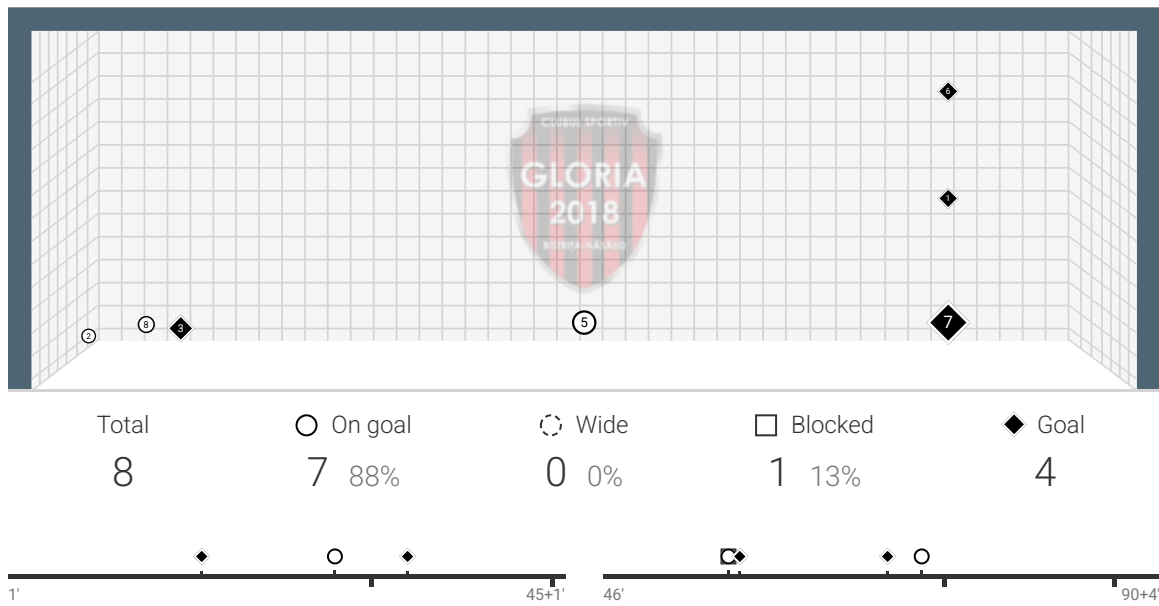 6
CLUBUL SPORTIV
GLORIA
2018
BISTRIȚA-NĂSĂUD
1
2
8
3
5
7
Total
On goal
Wide
Blocked
Goal
8
7 88%
0 0%
1 13%
4
1'
45+1'
46'
90+4'